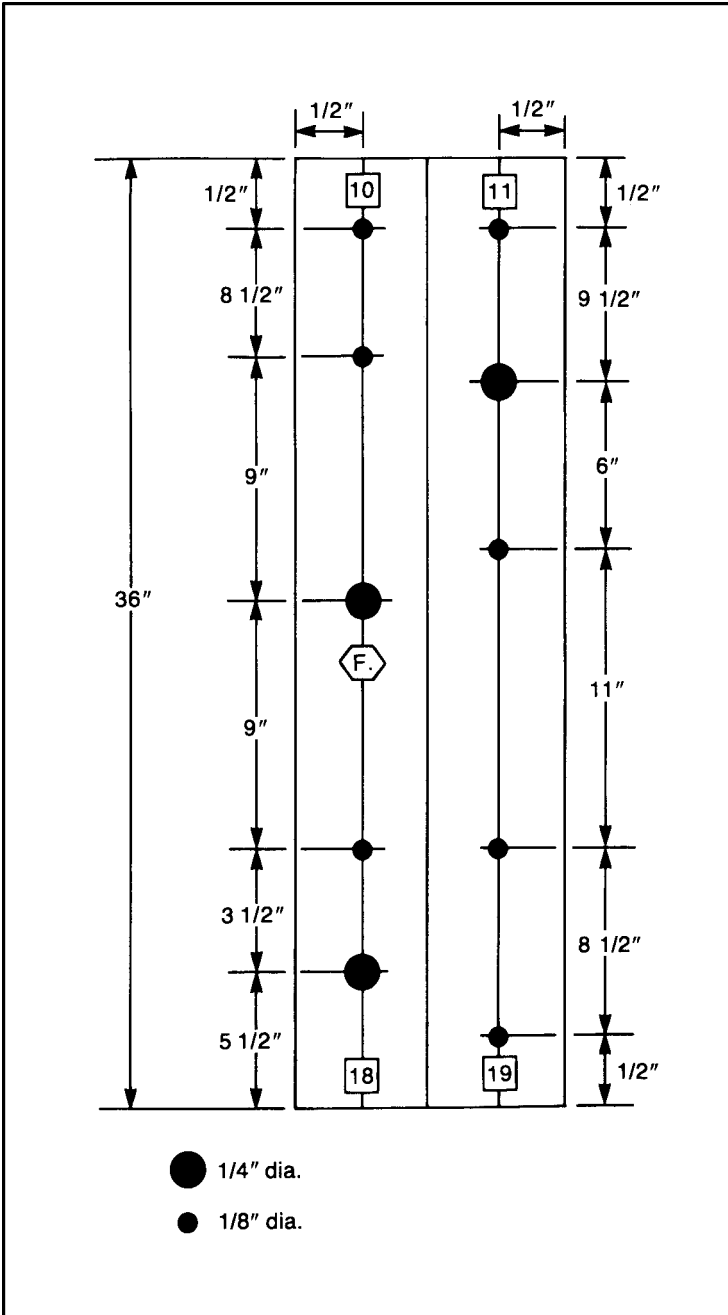 1/2″ 1/2″
1/2″ 10 11 1/2″
8 1/2″ 9 1/2″
9″ 6″
36″
F. 11″
9″
3 1/2″ 8 1/2″
5 1/2″
18 19 1/2″
1/4″ dia.
1/8″ dia.